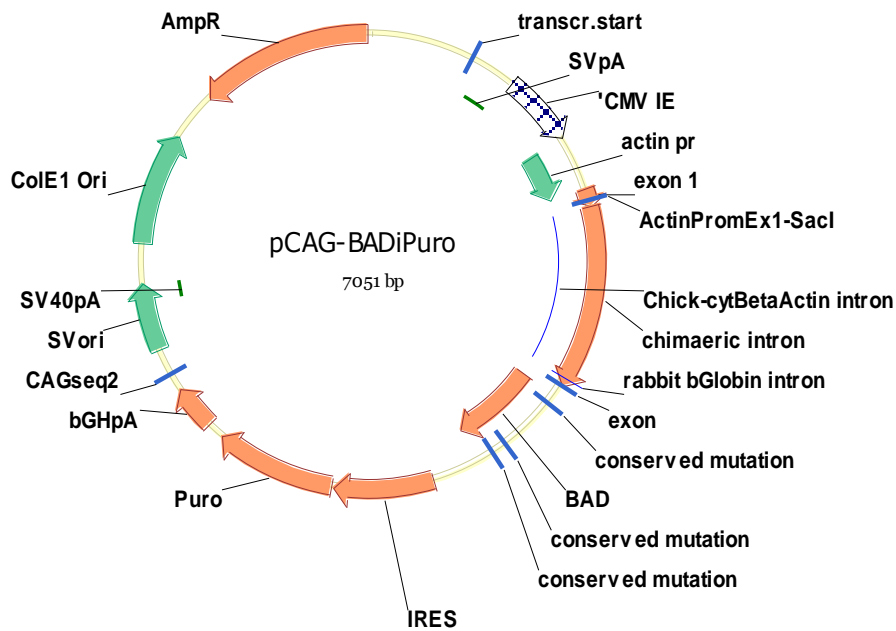 AmpR
transcr.start
SVpA
'CMV IE
actin pr
exon 1
ActinPromEx1-SacI
ColE1 Ori
pCAG-BADiPuro
7051 bp
Chick-cytBetaActin intron
chimaeric intron
rabbit bGlobin intron
exon
conserved mutation
SV40pA
SVori
CAGseq2
bGHpA
Puro
BAD
conserved mutation
conserved mutation
IRES